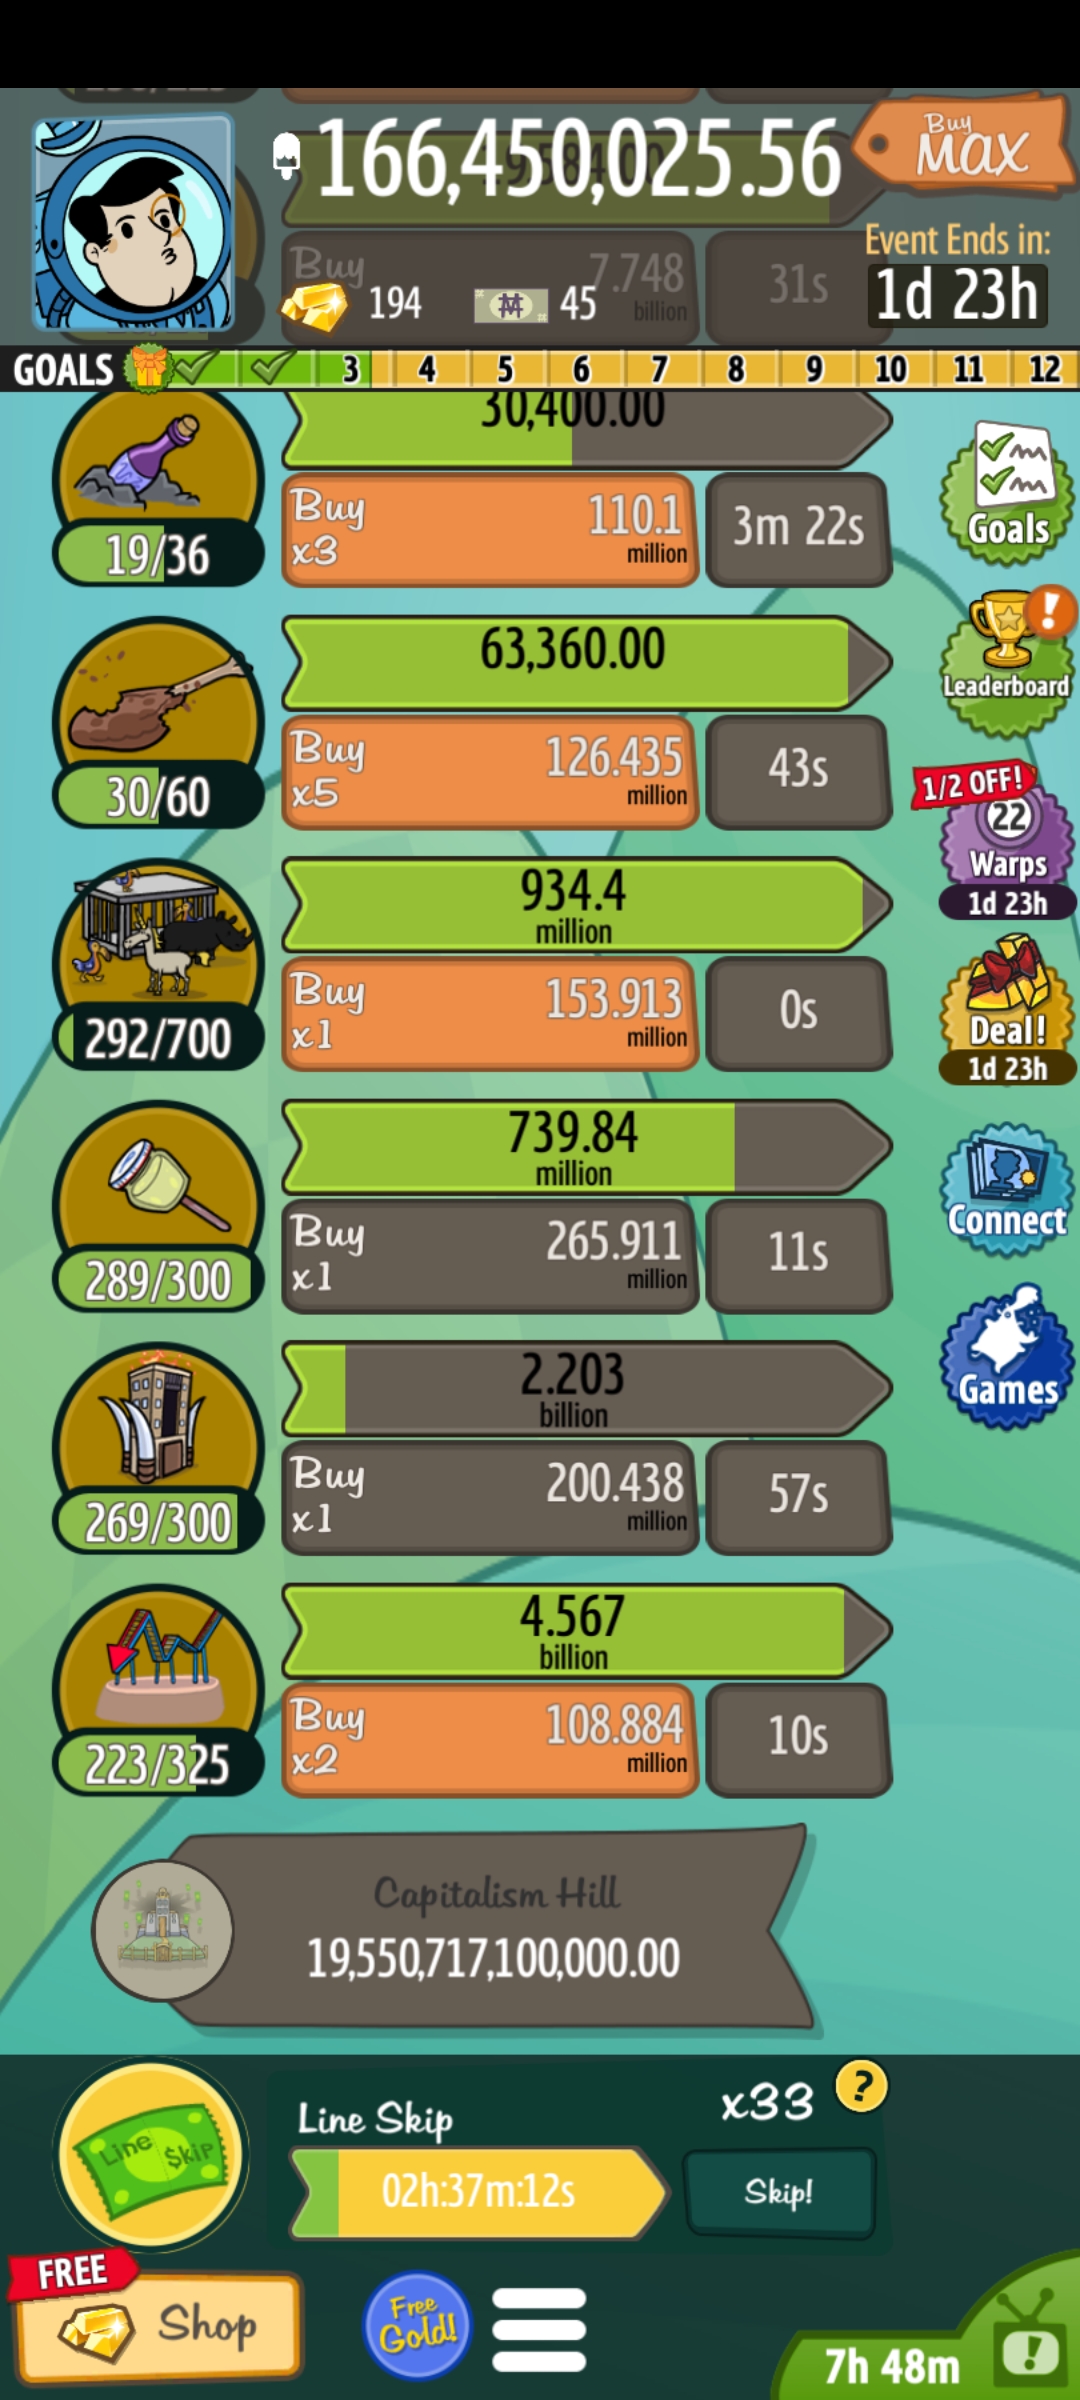 166,450,025.56
Buy
MAX
Event Ends in:
1d 23h
Buy
7.748
billion
31s
194
45
GOALS
3
4
5
6
7
8
9
10
11
12
30,400.00
19/36
Buy
x3
110.1
million
3m 22s
Goals
63,360.00
30/60
Buy
x5
126.435
million
43s
!
Leaderboard
1/2 OFF!
22
Warps
1d 23h
934.4
million
292/700
Buy
x1
153.913
million
0s
Deal!
1d 23h
739.84
million
289/300
Buy
x1
265.911
million
11s
Connect
2.203
billion
269/300
Buy
x1
200.438
million
57s
Games
4.567
billion
223/325
Buy
x2
108.884
million
10s
Capitalism Hill
19,550,717,100,000.00
Line $kip
Line Skip
x33
?
02h:37m:12s
Skip!
FREE
Shop
Free
Gold!
7h 48m
!